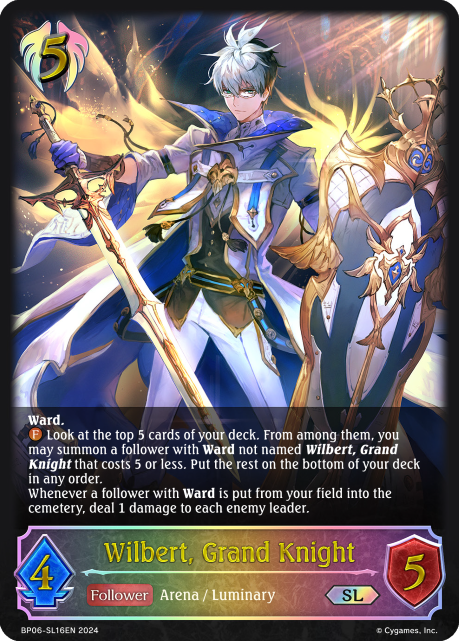 5
Ward.
F Look at the top 5 cards of your deck. From among them, you
may summon a follower with Ward not named Wilbert, Grand
Knight that costs 5 or less. Put the rest on the bottom of your deck
in any order.
Whenever a follower with Ward is put from your field into the
cemetery, deal 1 damage to each enemy leader.
Wilbert, Grand Knight
4
Follower Arena / Luminary
SL
5
BP06-SL16EN 2024
© Cygames, Inc.